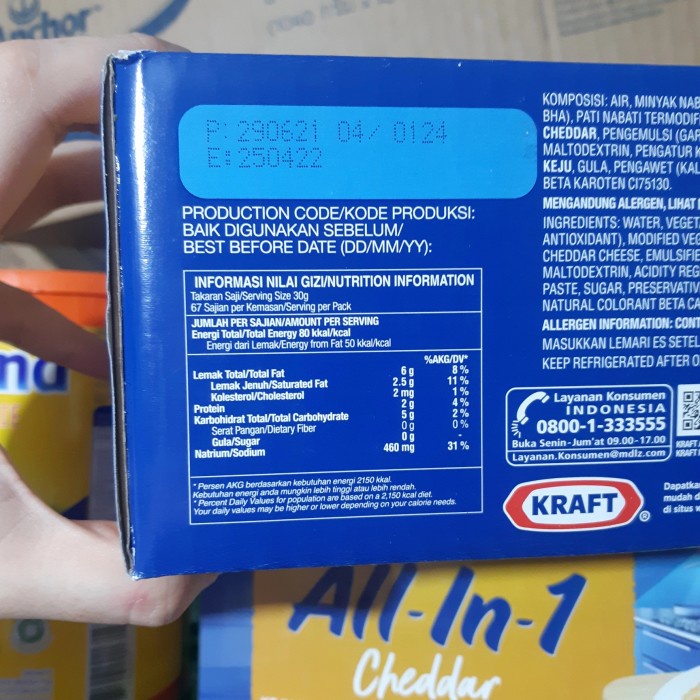 Anchor
P: 290621 04/ 0124
E: 250422
PRODUCTION CODE/KODE PRODUKSI:
BAIK DIGUNAKAN SEBELUM/
BEST BEFORE DATE (DD/MM/YY):
INFORMASI NILAI GIZI/NUTRITION INFORMATION
Takaran Saji/Serving Size 30g
67 Sajian per Kemasan/Serving per Pack
JUMLAH PER SAJIAN/AMOUNT PER SERVING
Energi Total/Total Energy 80 kkal/kcal
Energi dari Lemak/Energy from Fat 50 kkal/kcal
%AKG/DV*
Lemak Total/Total Fat 6 g 8 %
Lemak Jenuh/Saturated Fat 2.5 g 11 %
Kolesterol/Cholesterol 2 mg 1 %
Protein 2 g 4 %
Karbohidrat Total/Total Carbohydrate 5 g 2 %
Serat Pangan/Dietary Fiber 0 g 0 %
Gula/Sugar 0 g -
Natrium/Sodium 460 mg 31 %
* Persen AKG berdasarkan kebutuhan energi 2150 kkal.
Kebutuhan energi anda mungkin lebih tinggi atau lebih rendah.
* Percent Daily Values for population are based on a 2,150 kcal diet.
Your daily values may be higher or lower depending on your calorie needs.
KOMPOSISI: AIR, MINYAK NAB
BHA), PATI NABATI TERMODIFI
CHEDDAR, PENGEMULSI (GAR
MALTODEXTRIN, PENGATUR K
KEJU, GULA, PENGAWET (KAL
BETA KAROTEN CI75130.
MENGANDUNG ALERGEN, LIHAT
INGREDIENTS: WATER, VEGET
ANTIOXIDANT), MODIFIED VEG
CHEDDAR CHEESE, EMULSIFIE
MALTODEXTRIN, ACIDITY REG
PASTE, SUGAR, PRESERVATIV
NATURAL COLORANT BETA CA
ALLERGEN INFORMATION: CONT
MASUKKAN LEMARI ES SETEL
KEEP REFRIGERATED AFTER O
Layanan Konsumen
INDONESIA
0800-1-333555
Buka Senin-Jum'at 09.00-17.00
Layanan.Konsumen@mdlz.com
KRAFT
KRAFT
KRAFT ®
Dapatka
mudah d
di situs w
All-In-1
Cheddar